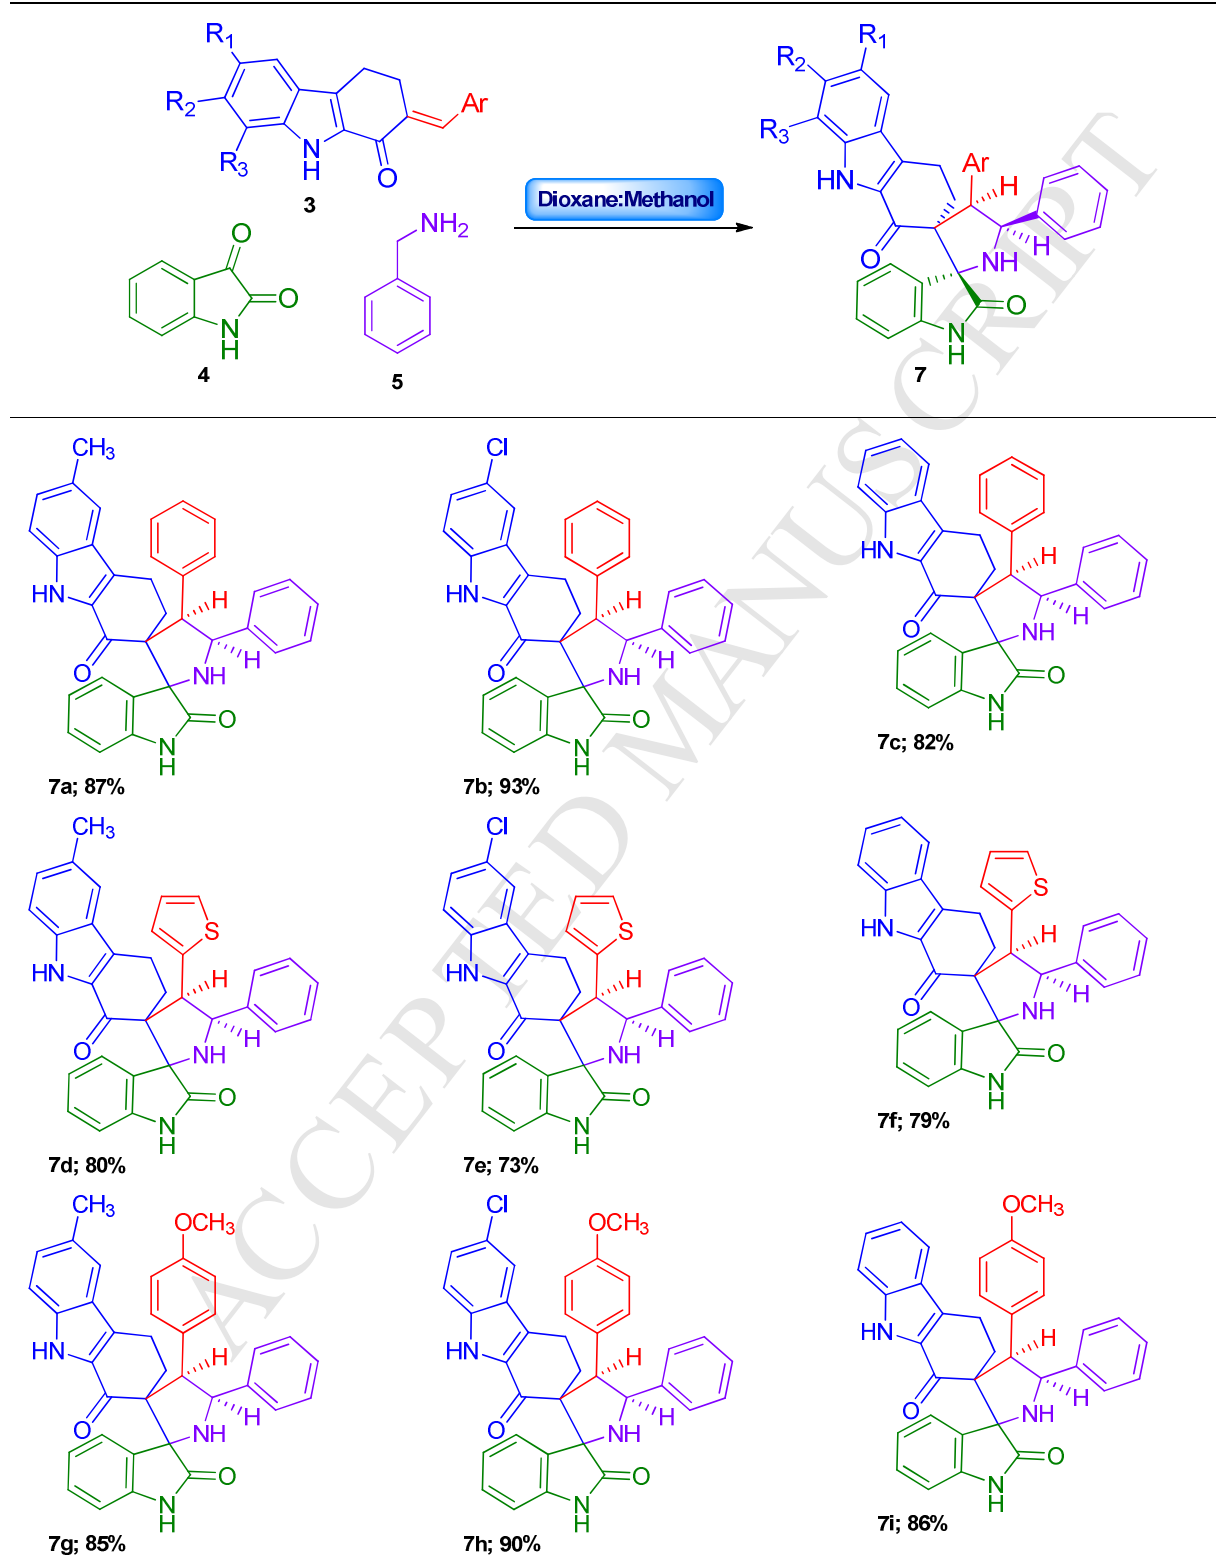 R1
R2
R3
N
H
O
Ar
3
Dioxane:Methanol
R1
R2
R3
HN
O
Ar
H
H
NH
O
N
H
7
O
O
N
H
4
NH2
5
CH3
HN
O
H
H
NH
O
N
H
7a; 87%
Cl
HN
O
H
H
NH
O
N
H
7b; 93%
HN
O
H
H
NH
O
N
H
7c; 82%
CH3
S
HN
O
H
H
NH
O
N
H
7d; 80%
Cl
S
HN
O
H
H
NH
O
N
H
7e; 73%
S
HN
O
H
H
NH
O
N
H
7f; 79%
CH3
OCH3
HN
O
H
H
NH
O
N
H
7g; 85%
Cl
OCH3
HN
O
H
H
NH
O
N
H
7h; 90%
OCH3
HN
O
H
H
NH
O
N
H
7i; 86%
ACCEPTED MANUSCRIPT